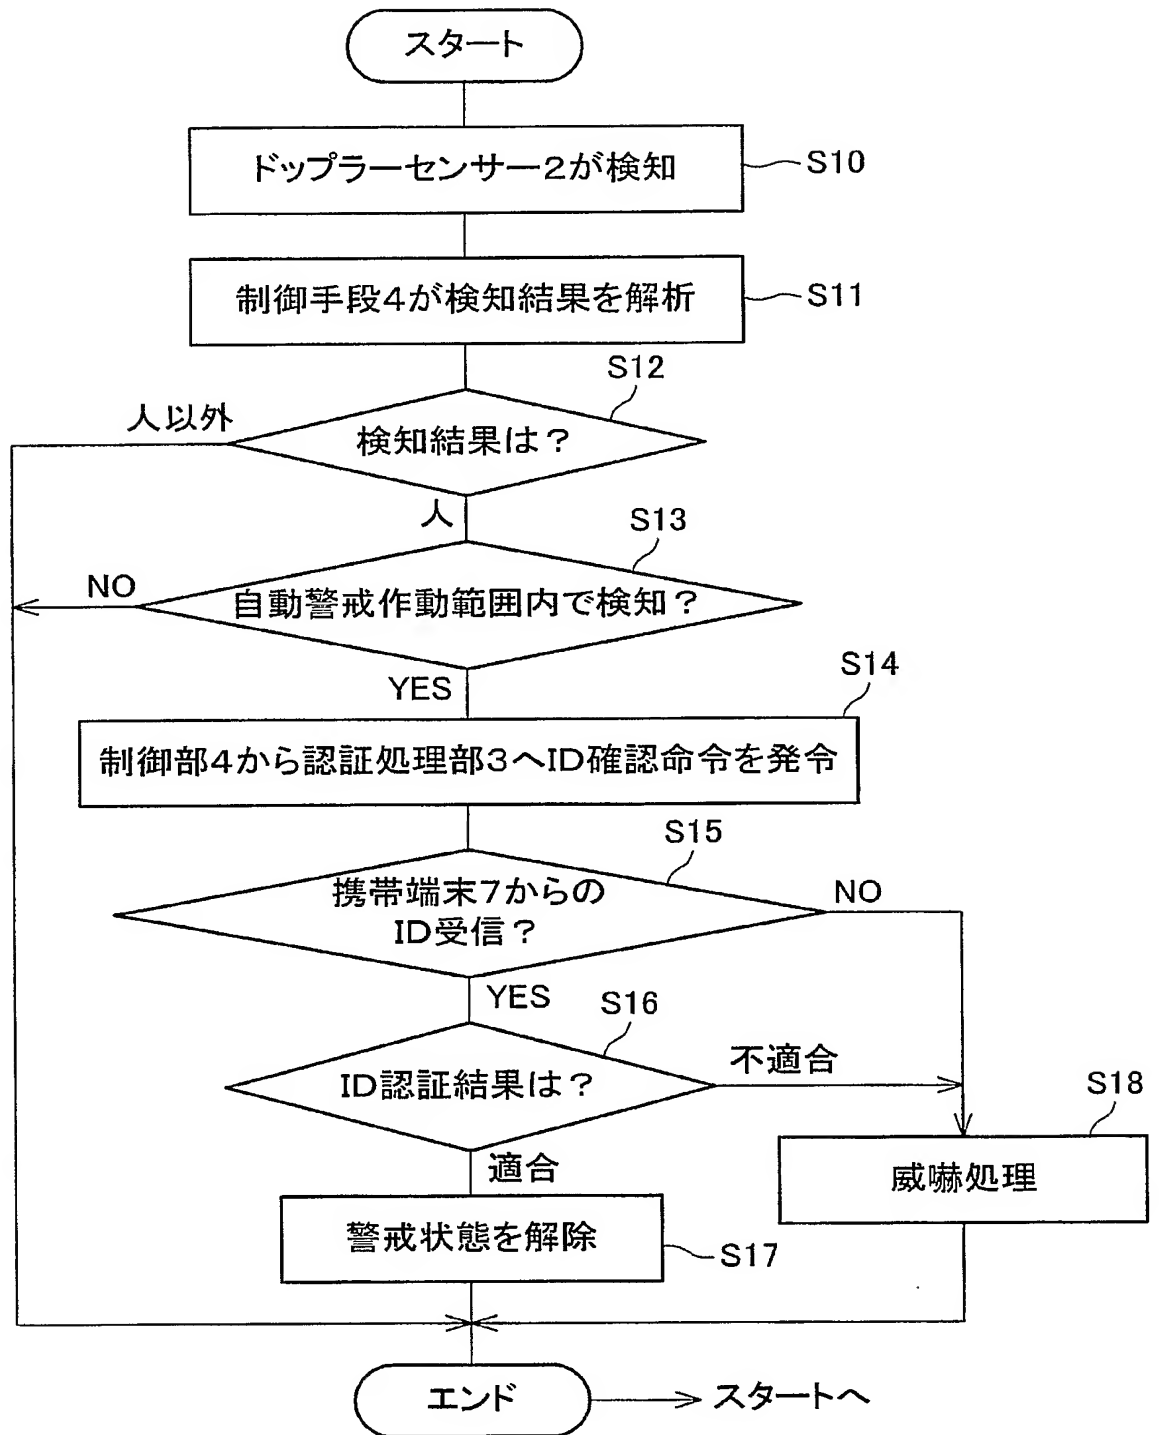 スタート
ドップラーセンサー2が検知
S10
制御手段4が検知結果を解析
S11
S12
人以外
検知結果は？
人
S13
NO
自動警戒作動範囲内で検知？
YES
S14
制御部4から認証処理部3へID確認命令を発令
S15
携帯端末7からの
ID受信？
NO
YES
S16
ID認証結果は？
不適合
S18
適合
威嚇処理
警戒状態を解除
S17
エンド
スタートへ